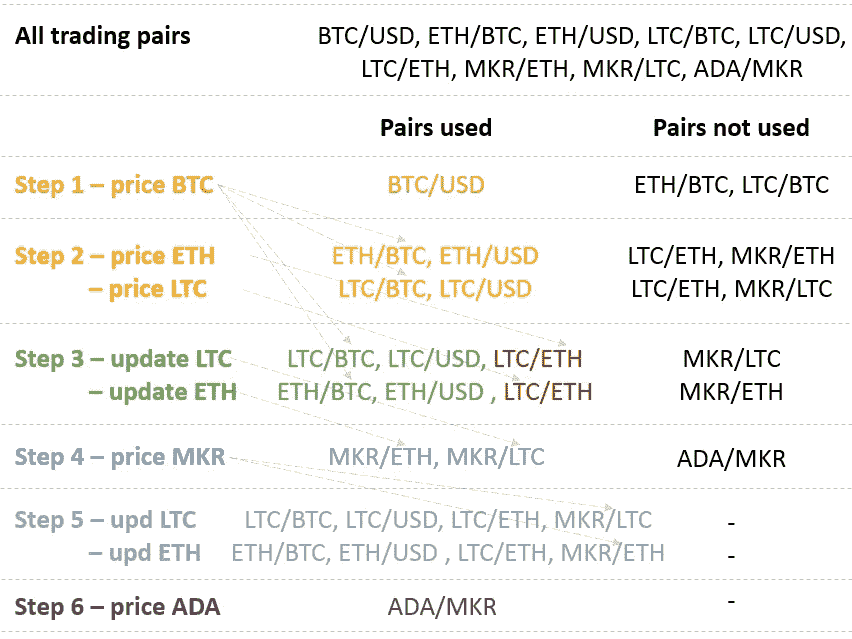 All trading pairs BTC/USD, ETH/BTC, ETH/USD, LTC/BTC, LTC/USD,
LTC/ETH, MKR/ETH, MKR/LTC, ADA/MKR
Pairs used Pairs not used
Step 1 – price BTC BTC/USD ETH/BTC, LTC/BTC
Step 2 – price ETH ETH/BTC, ETH/USD LTC/ETH, MKR/ETH
– price LTC LTC/BTC, LTC/USD LTC/ETH, MKR/LTC
Step 3 – update LTC LTC/BTC, LTC/USD, LTC/ETH MKR/LTC
– update ETH ETH/BTC, ETH/USD , LTC/ETH MKR/ETH
Step 4 – price MKR MKR/ETH, MKR/LTC ADA/MKR
Step 5 – upd LTC LTC/BTC, LTC/USD, LTC/ETH, MKR/LTC -
– upd ETH ETH/BTC, ETH/USD , LTC/ETH, MKR/ETH -
Step 6 – price ADA ADA/MKR -